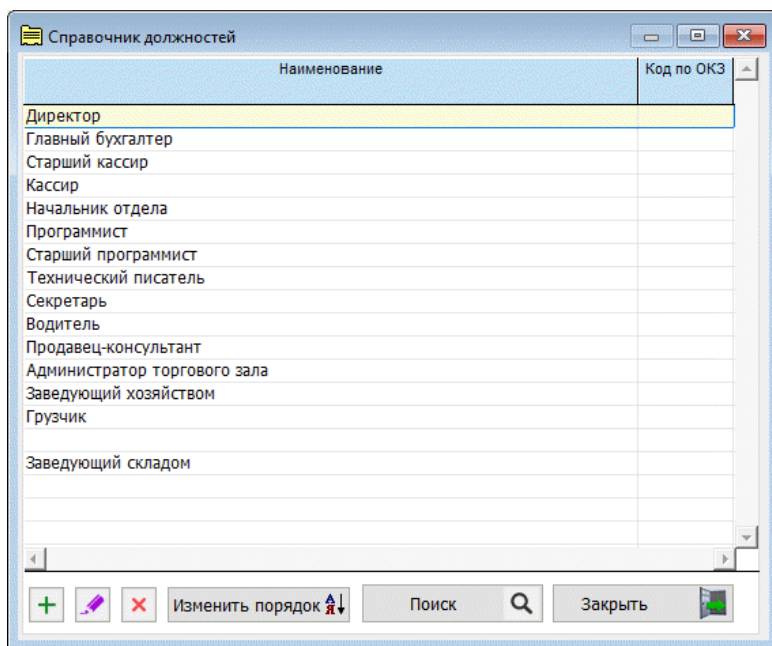 Справочник должностей
Наименование Код по ОКЗ
Директор
Главный бухгалтер
Старший кассир
Кассир
Начальник отдела
Программист
Старший программист
Технический писатель
Секретарь
Водитель
Продавец-консультант
Администратор торгового зала
Заведующий хозяйством
Грузчик
Заведующий складом
Изменить порядок Поиск Закрыть